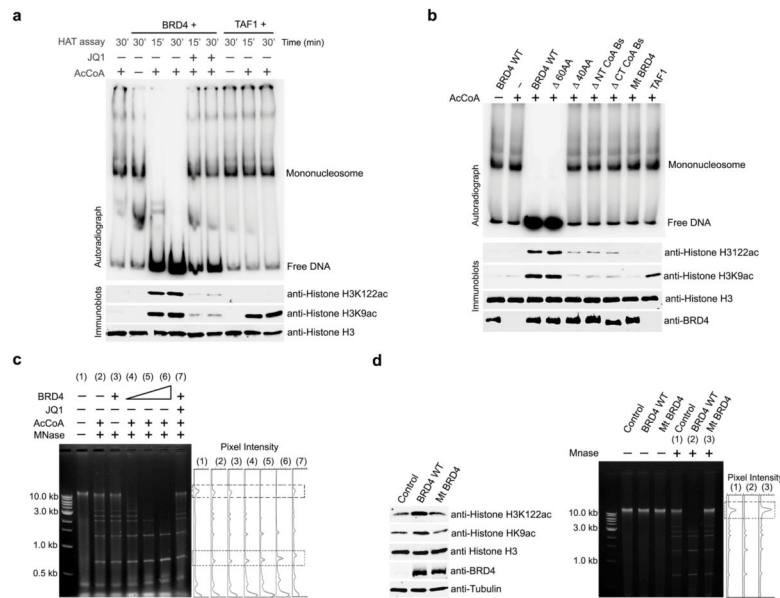 a
BRD4 + TAF1 +
HAT assay 30' 30' 15' 30' 15' 30' 30' 15' 30' Time (min)
JQ1 + +
AcCoA + − + + + + − + +
Autoradiograph
Mononucleosome
Free DNA
Immunoblots
anti-Histone H3K122ac
anti-Histone H3K9ac
anti-Histone H3
b
BRD4 WT
−
BRD4 WT
Δ 60AA
Δ 40AA
Δ NT CoA Bs
Δ CT CoA Bs
Mt BRD4
TAF1
AcCoA − + + + + + + + +
Autoradiograph
Mononucleosome
Free DNA
Immunoblots
anti-Histone H3122ac
anti-Histone H3K9ac
anti-Histone H3
anti-BRD4
c
(1) (2) (3) (4) (5) (6) (7)
BRD4 − − + +
JQ1 +
AcCoA − + − + + + +
MNase − + + + + + +
Pixel Intensity
(1) (2) (3) (4) (5) (6) (7)
10.0 kb
3.0 kb
1.0 kb
0.5 kb
d
Control
BRD4 WT
Mt BRD4
anti-Histone H3K122ac
anti-Histone HK9ac
anti Histone H3
anti-BRD4
anti-Tubulin
Control
BRD4 WT
Mt BRD4
Control
BRD4 WT
Mt BRD4
(1) (2) (3)
Mnase − − − + + +
Pixel Intensity
(1) (2) (3)
10.0 kb
3.0 kb
1.0 kb